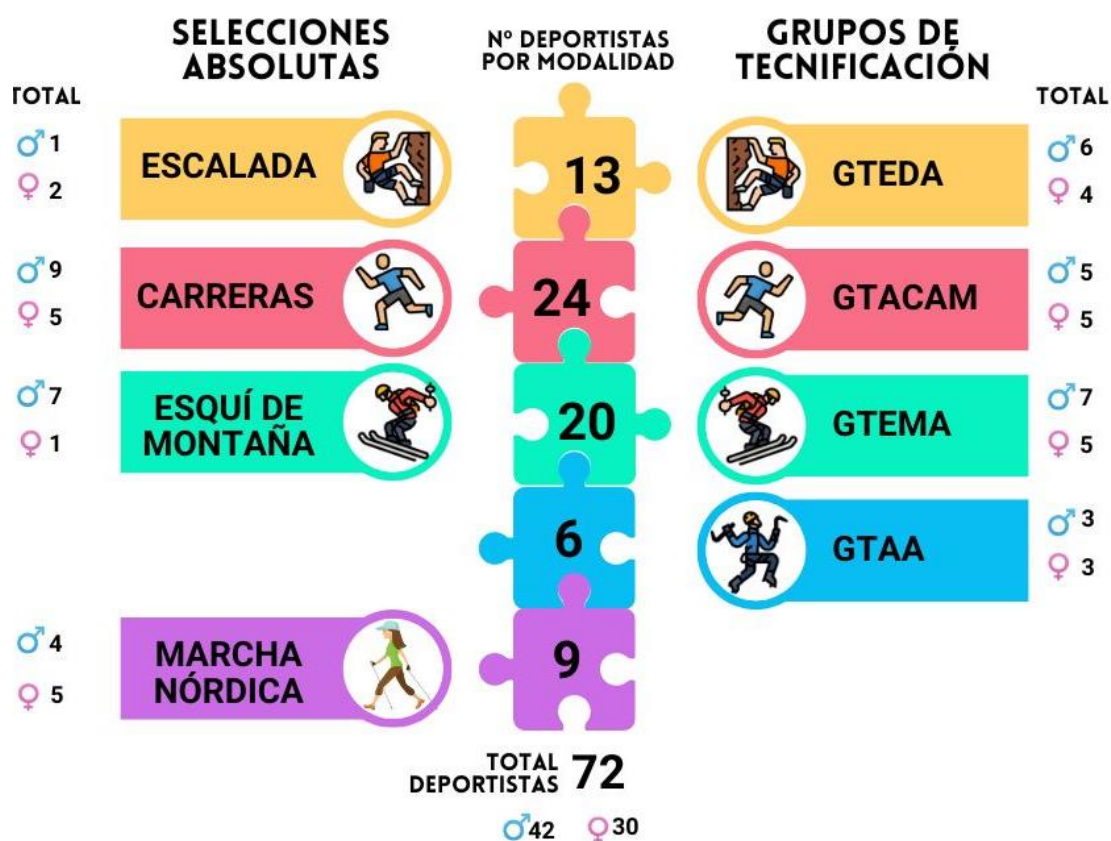 SELECCIONES
ABSOLUTAS
Nº DEPORTISTAS
POR MODALIDAD
GRUPOS DE
TECNIFICACIÓN
TOTAL
TOTAL
♂ 1
♀ 2
ESCALADA
13
GTEDA
♂ 6
♀ 4
♂ 9
♀ 5
CARRERAS
24
GTACAM
♂ 5
♀ 5
♂ 7
♀ 1
ESQUÍ DE
MONTAÑA
20
GTEMA
♂ 7
♀ 5
6
GTAA
♂ 3
♀ 3
♂ 4
♀ 5
MARCHA
NÓRDICA
9
TOTAL
DEPORTISTAS
72
♂ 42 ♀ 30